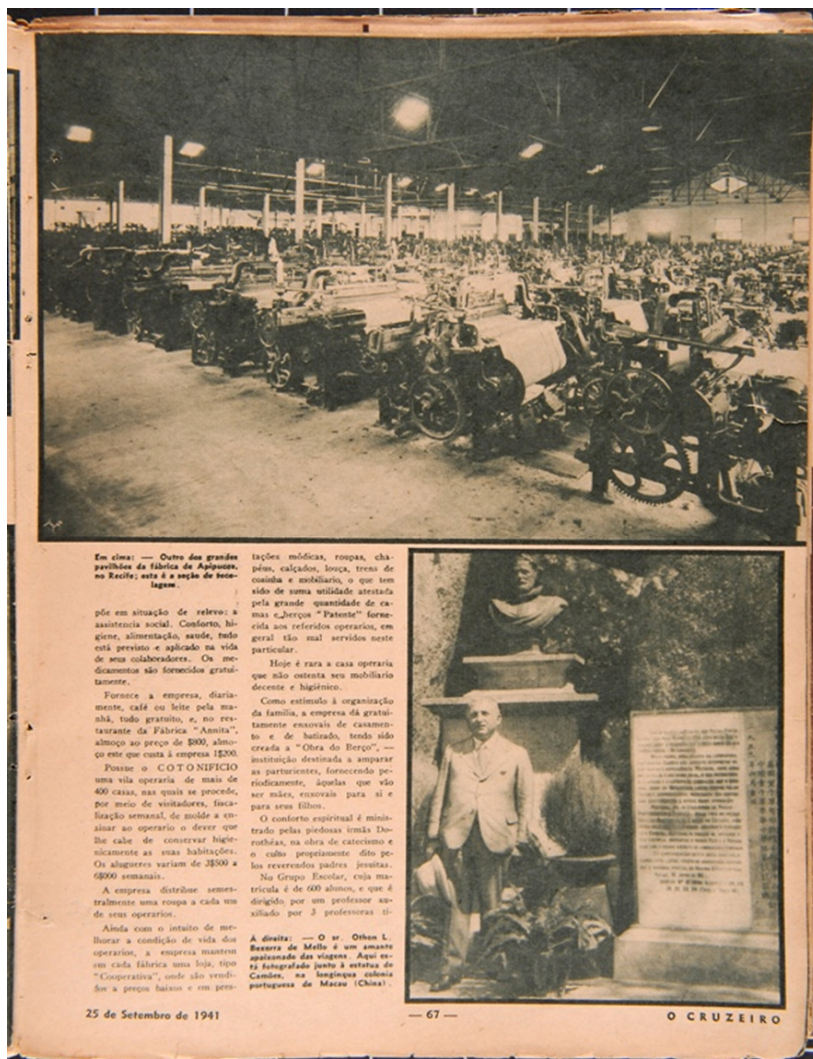 Em cima: — Outro dos grandes
pavilhões da fábrica de Apipucos,
no Recife; esta é a seção de tece-
lagem.
põe em situação de relevo: a
assistencia social. Conforto, hi-
giene, alimentação, saude, tudo
está previsto e aplicado na vida
de seus colaboradores. Os me-
dicamentos são fornecidos gratui-
tamente.
Fornece a empresa, diaria-
mente, café ou leite pela ma-
nhã, tudo gratuito, e, no res-
taurante da Fábrica "Annita",
almoço ao preço de $800, almo-
ço este que custa à empresa 1$200.
Possue o COTONIFICIO
uma vila operaria de mais de
400 casas, nas quais se procede,
por meio de visitadores, fisca-
lização semanal, de molde a en-
sinar ao operario o dever que
lhe cabe de conservar higie-
nicamente as suas habitações.
Os alugueres variam de 3$500 a
6$000 semanais.
A empresa distribue semes-
tralmente uma roupa a cada um
de seus operarios.
Ainda com o intuito de me-
lhorar a condição de vida dos
operarios, a empresa mantem
em cada fábrica uma loja, tipo
"Cooperativa", onde são vendi-
dos a preços baixos e em pres-
tações módicas, roupas, cha-
péus, calçados, louça, trens de
cozinha e mobiliario, o que tem
sido de suma utilidade atestada
pela grande quantidade de ca-
mas e berços "Patente" forne-
cida aos referidos operarios, em
geral tão mal servidos neste
particular.
Hoje é rara a casa operaria
que não ostenta seu mobiliario
decente e higiênico.
Como estimulo à organização
da familia, a empresa dá gratui-
tamente enxovais de casamen-
to e de batizado, tendo sido
creada a "Obra do Berço", —
instituição destinada a amparar
as parturientes, fornecendo pe-
riodicamente, àquelas que vão
ser mães, enxovais para si e
para seus filhos.
O conforto espiritual é minis-
trado pelas piedosas irmãs Do-
rothéas, na obra de catecismo e
o culto propriamente dito pe-
los reverendos padres jesuitas.
No Grupo Escolar, cuja ma-
tricula é de 600 alunos, e que é
dirigido por um professor au-
xiliado por 3 professoras ti-
À direita: — O sr. Othon L.
Bezerra de Mello é um amante
apaixonado das viagens. Aqui es-
tá fotografado junto à estatua de
Camões, na longinqua colonia
portuguesa de Macau (China).
25 de Setembro de 1941
— 67 —
O CRUZEIRO